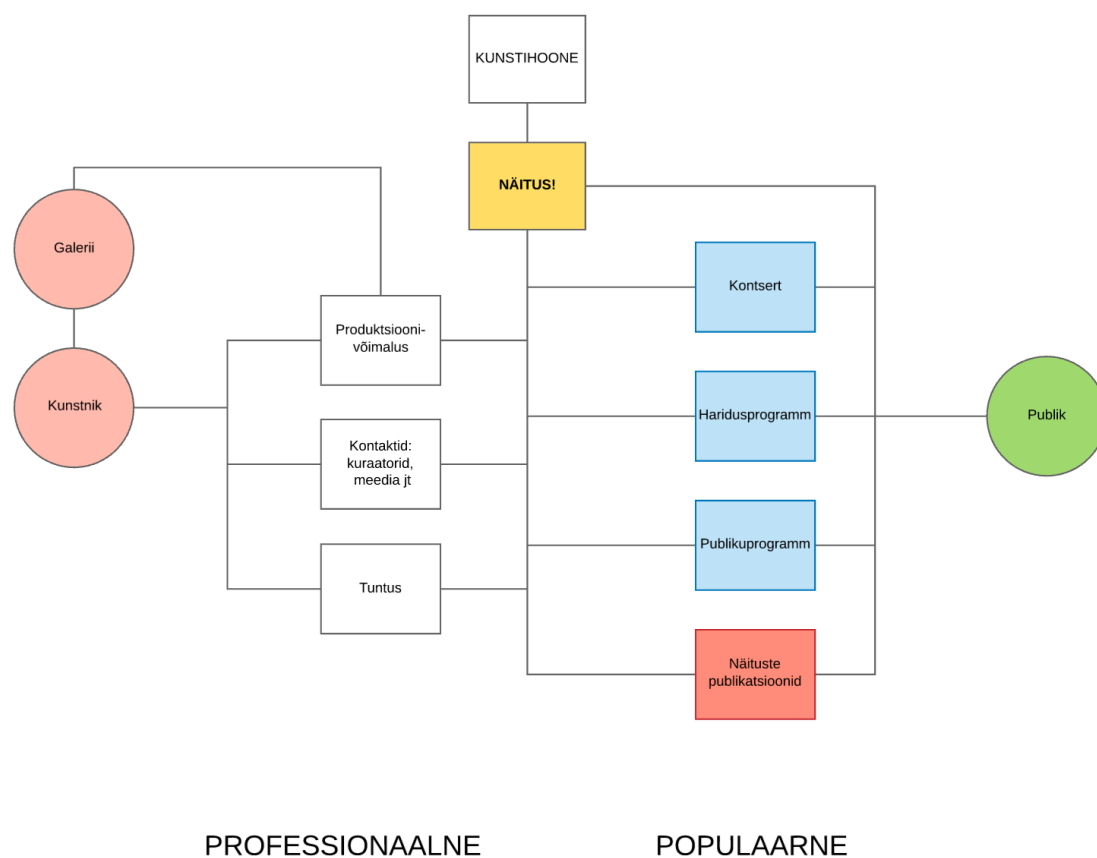 KUNSTIHOONE
NÄITUS!
Galerii
Kunstnik
Produktsiooni-
võimalus
Kontaktid:
kuraatorid,
meedia jt
Tuntus
Kontsert
Haridusprogramm
Publikuprogramm
Näituste
publikatsioonid
Publik
PROFESSIONAALNE
POPULAARNE